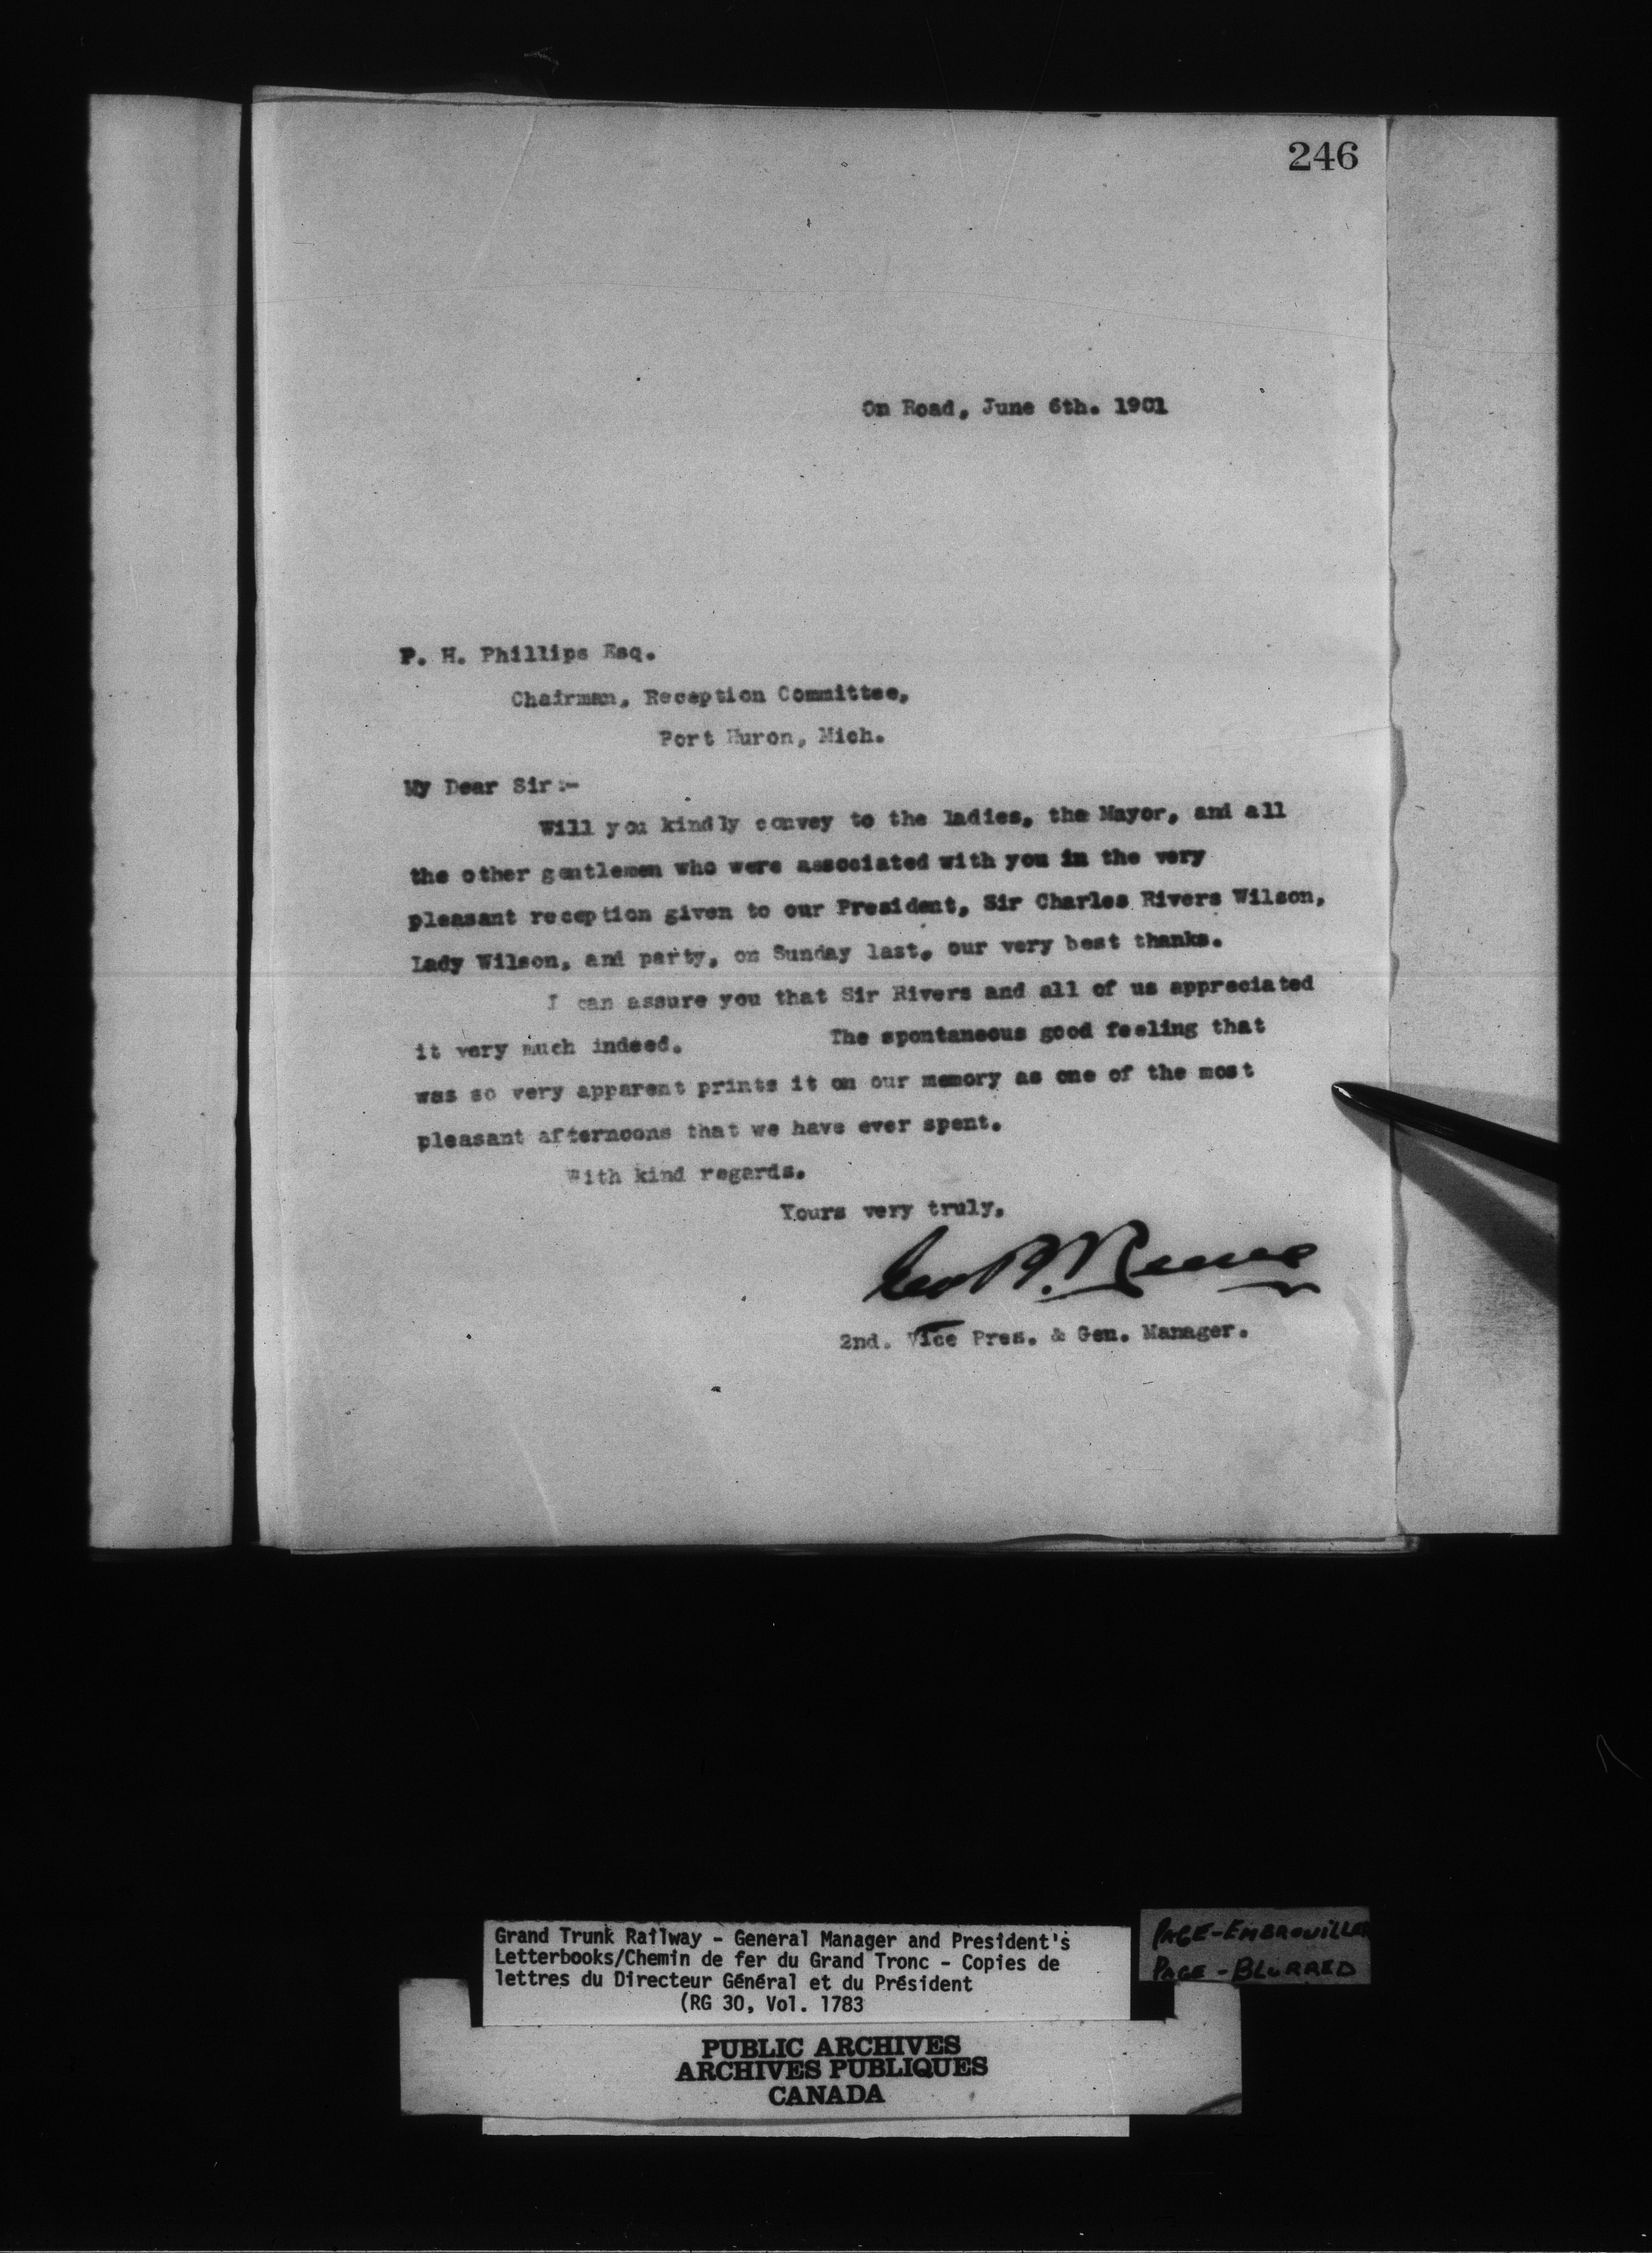 246
On Road, June 6th. 1901
P. H. Phillips Esq.
Chairman, Reception Committee,
Port Huron, Mich.
My Dear Sir:-
Will you kindly convey to the ladies, the Mayor, and all
the other gentlemen who were associated with you in the very
pleasant reception given to our President, Sir Charles Rivers Wilson,
Lady Wilson, and party, on Sunday last, our very best thanks.
I can assure you that Sir Rivers and all of us appreciated
it very much indeed. The spontaneous good feeling that
was so very apparent prints it on our memory as one of the most
pleasant afternoons that we have ever spent.
With kind regards.
Yours very truly,
Geo B. Reeve
2nd. Vice Pres. & Gen. Manager.
Grand Trunk Railway - General Manager and President's
Letterbooks/Chemin de fer du Grand Tronc - Copies de
lettres du Directeur Général et du Président
(RG 30, Vol. 1783
PAGE-EMBROUILLE
PAGE-BLURRED
PUBLIC ARCHIVES
ARCHIVES PUBLIQUES
CANADA